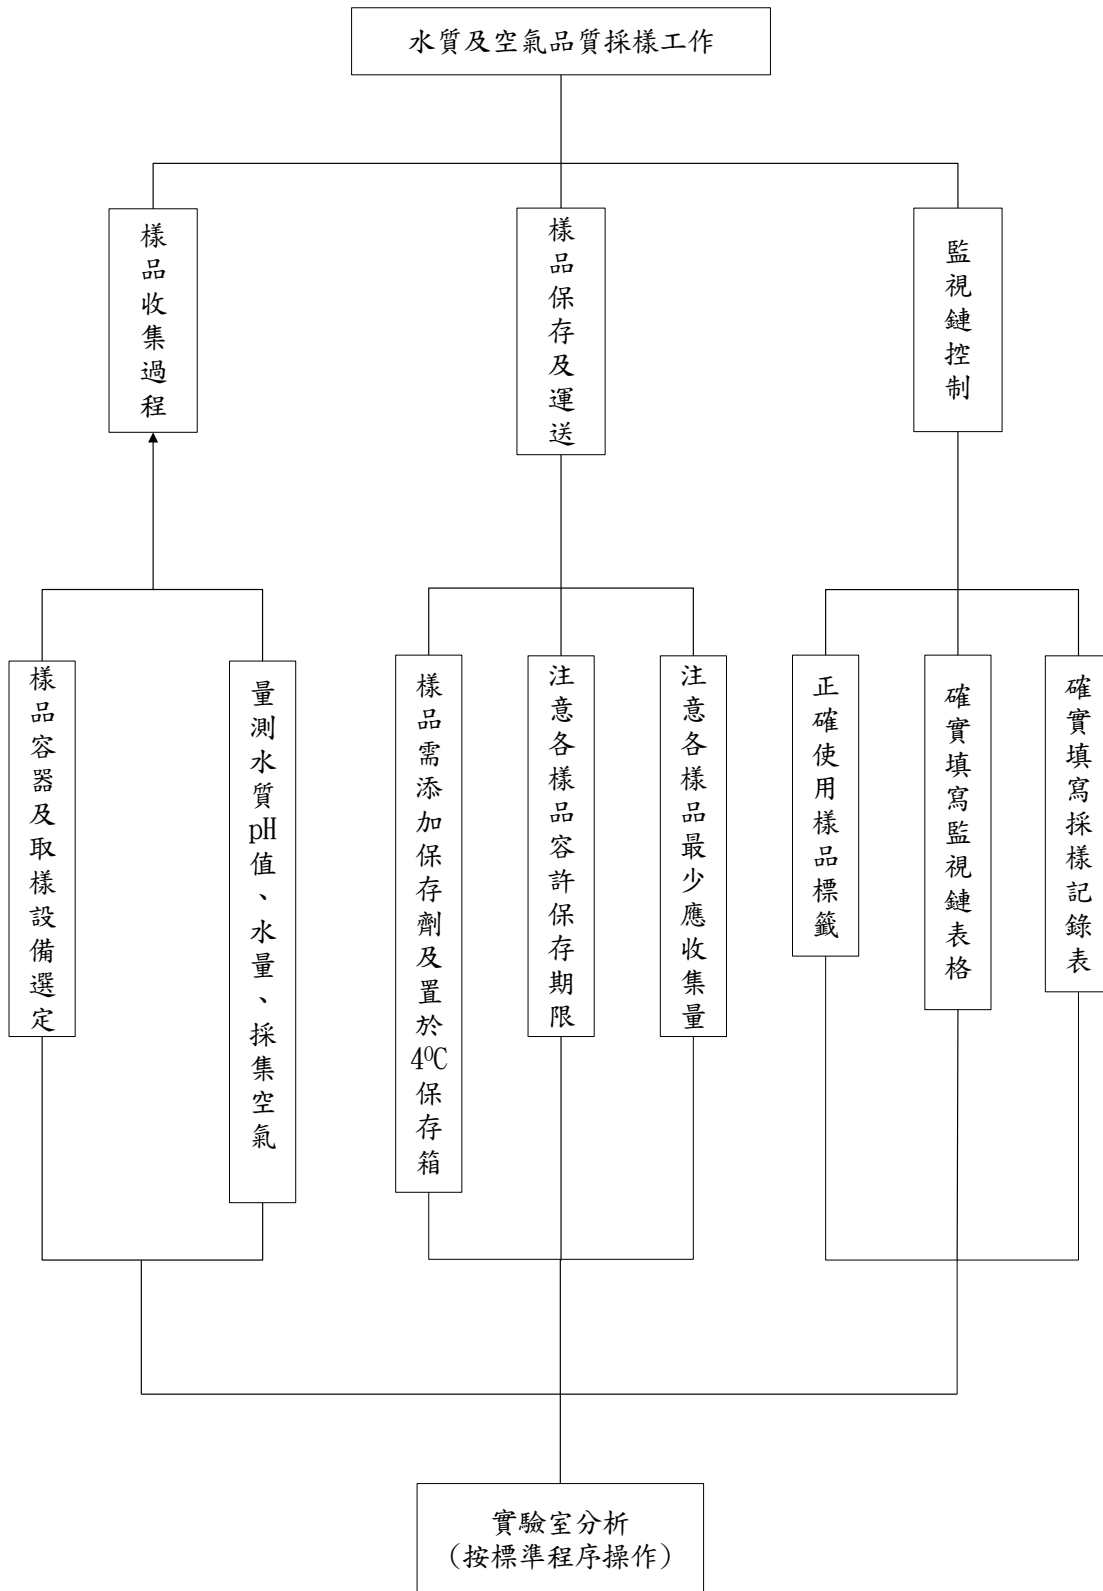 水質及空氣品質採樣工作
樣品收集過程
樣品保存及運送
監視鏈控制
樣品容器及取樣設備選定
量測水質pH值、水量、採集空氣
樣品需添加保存劑及置於4⁰C保存箱
注意各樣品容許保存期限
注意各樣品最少應收集量
正確使用樣品標籤
確實填寫監視鏈表格
確實填寫採樣記錄表
實驗室分析
（按標準程序操作）